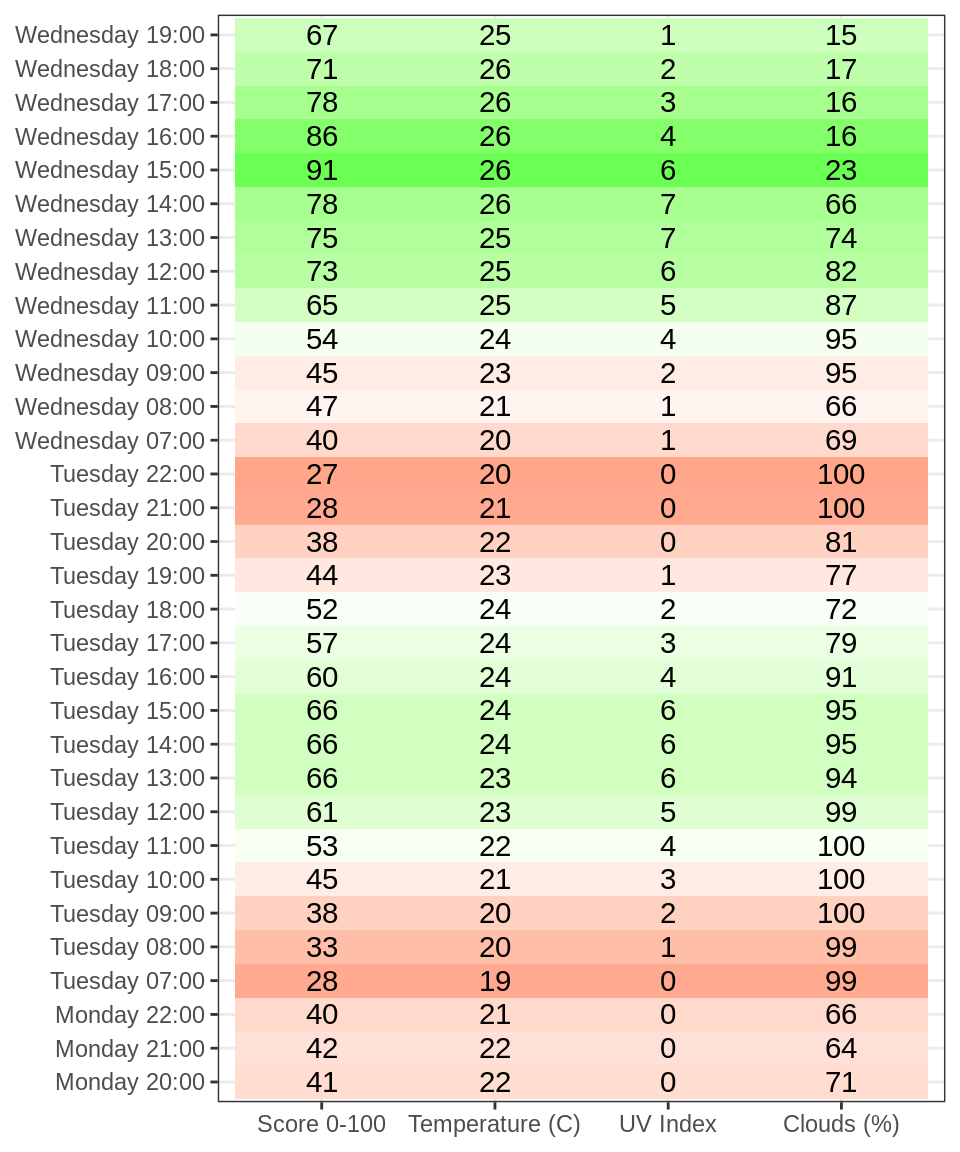 Wednesday 19:00 67 25 1 15
Wednesday 18:00 71 26 2 17
Wednesday 17:00 78 26 3 16
Wednesday 16:00 86 26 4 16
Wednesday 15:00 91 26 6 23
Wednesday 14:00 78 26 7 66
Wednesday 13:00 75 25 7 74
Wednesday 12:00 73 25 6 82
Wednesday 11:00 65 25 5 87
Wednesday 10:00 54 24 4 95
Wednesday 09:00 45 23 2 95
Wednesday 08:00 47 21 1 66
Wednesday 07:00 40 20 1 69
Tuesday 22:00 27 20 0 100
Tuesday 21:00 28 21 0 100
Tuesday 20:00 38 22 0 81
Tuesday 19:00 44 23 1 77
Tuesday 18:00 52 24 2 72
Tuesday 17:00 57 24 3 79
Tuesday 16:00 60 24 4 91
Tuesday 15:00 66 24 6 95
Tuesday 14:00 66 24 6 95
Tuesday 13:00 66 23 6 94
Tuesday 12:00 61 23 5 99
Tuesday 11:00 53 22 4 100
Tuesday 10:00 45 21 3 100
Tuesday 09:00 38 20 2 100
Tuesday 08:00 33 20 1 99
Tuesday 07:00 28 19 0 99
Monday 22:00 40 21 0 66
Monday 21:00 42 22 0 64
Monday 20:00 41 22 0 71
Score 0-100 Temperature (C) UV Index Clouds (%)